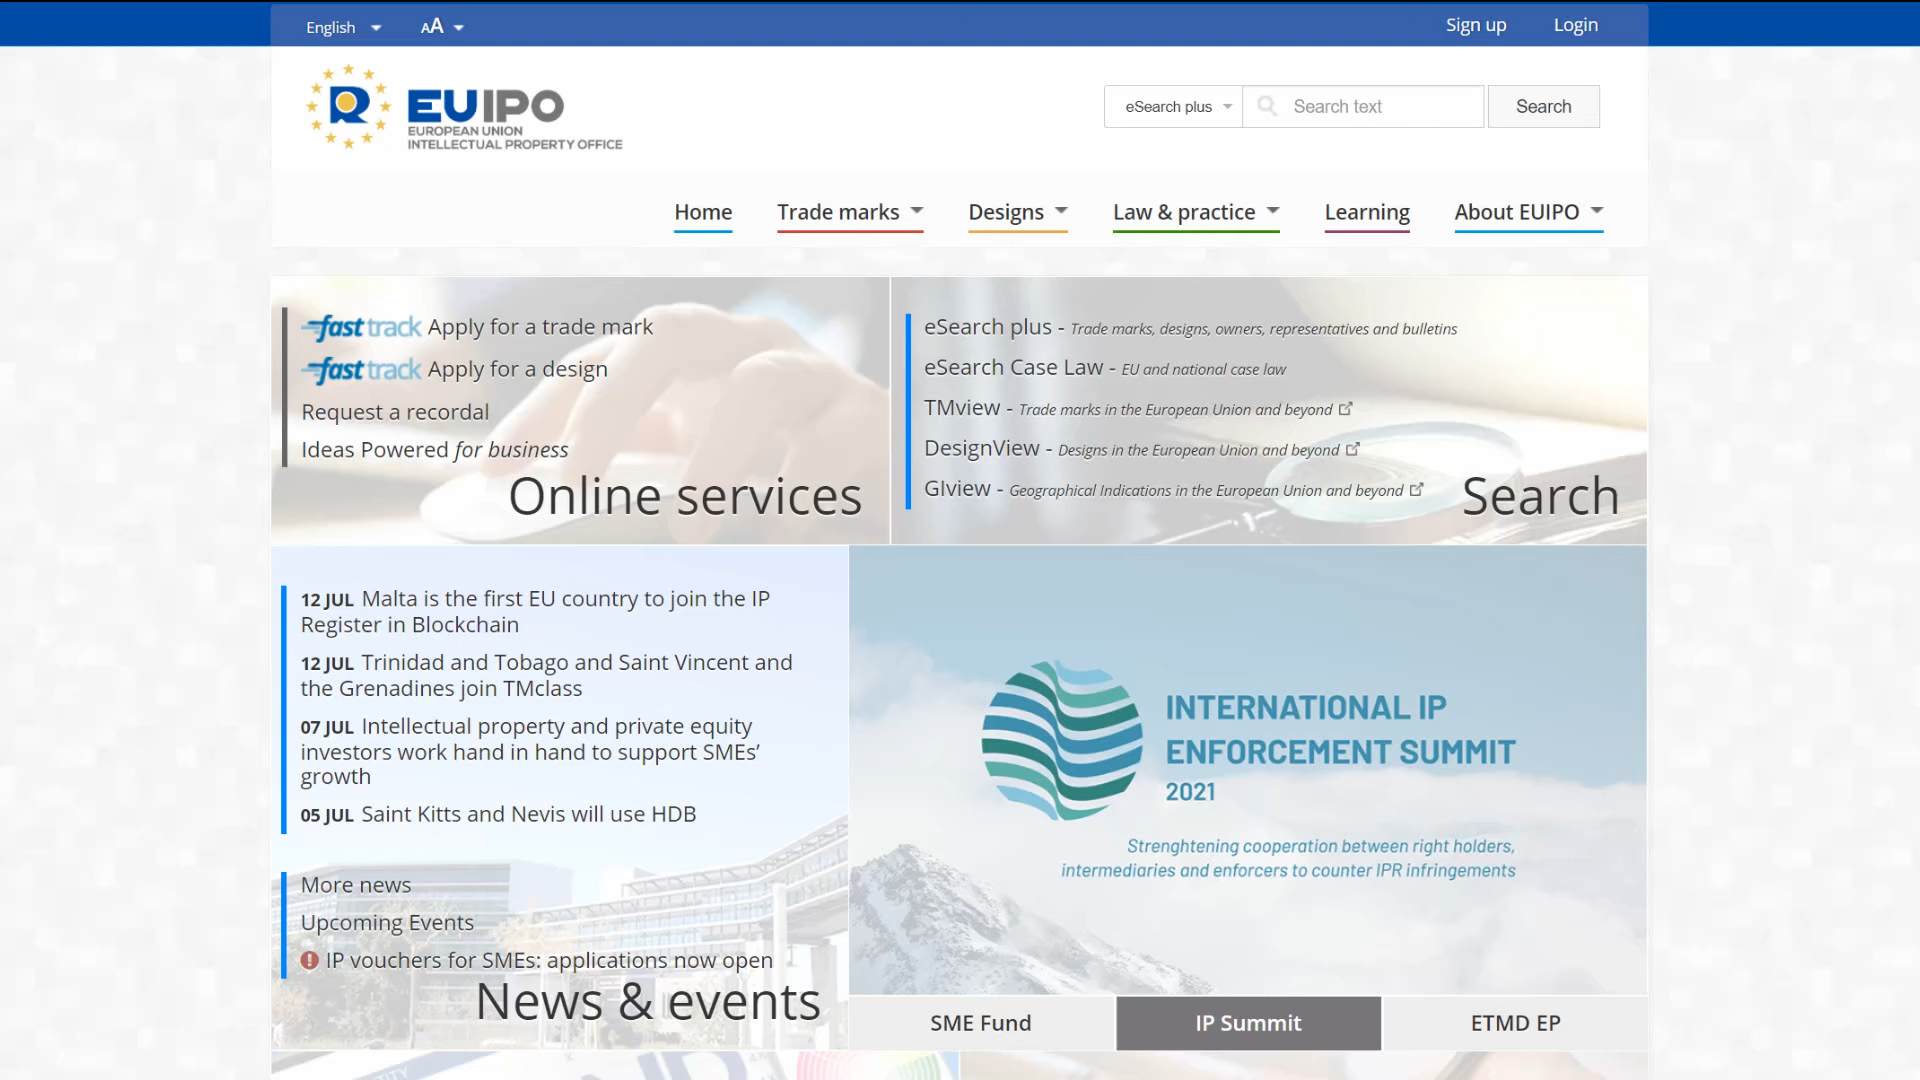 English
AA
Sign up
Login
EUIPO
EUROPEAN UNION
INTELLECTUAL PROPERTY OFFICE
eSearch plus
Search text
Search
Home
Trade marks
Designs
Law & practice
Learning
About EUIPO
fast track Apply for a trade mark
fast track Apply for a design
Request a recordal
Ideas Powered for business
Online services
eSearch plus - Trade marks, designs, owners, representatives and bulletins
eSearch Case Law - EU and national case law
TMview - Trade marks in the European Union and beyond
DesignView - Designs in the European Union and beyond
GIview - Geographical Indications in the European Union and beyond
Search
12 JUL Malta is the first EU country to join the IP
Register in Blockchain
12 JUL Trinidad and Tobago and Saint Vincent and
the Grenadines join TMclass
07 JUL Intellectual property and private equity
investors work hand in hand to support SMEs’
growth
05 JUL Saint Kitts and Nevis will use HDB
More news
Upcoming Events
IP vouchers for SMEs: applications now open
News & events
INTERNATIONAL IP
ENFORCEMENT SUMMIT
2021
Strenghtening cooperation between right holders,
intermediaries and enforcers to counter IPR infringements
SME Fund
IP Summit
ETMD EP